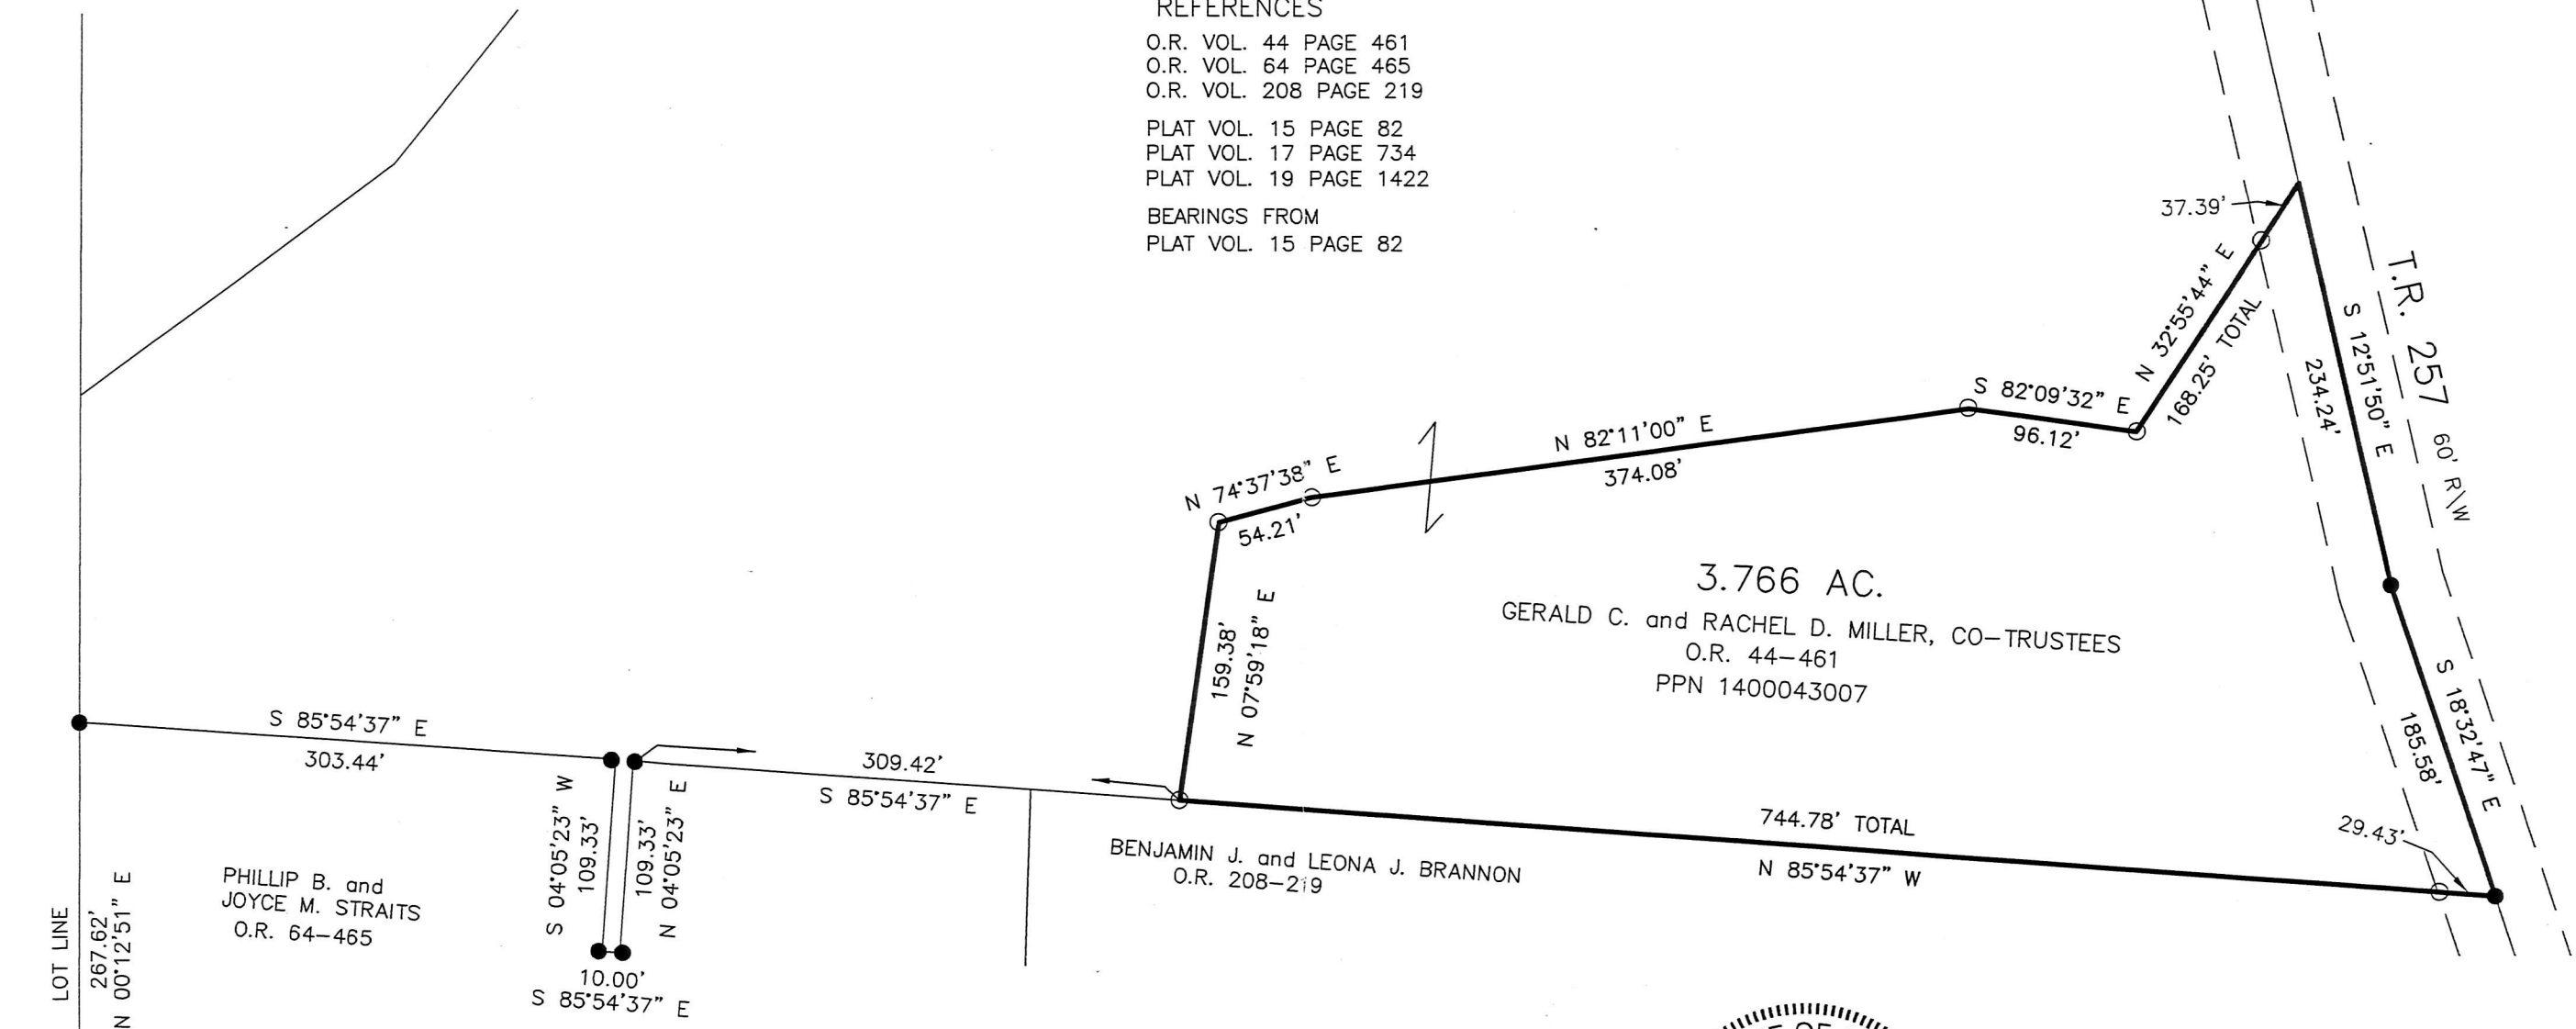 REFERENCES
O.R. VOL. 44 PAGE 461
O.R. VOL. 64 PAGE 465
O.R. VOL. 208 PAGE 219
PLAT VOL. 15 PAGE 82
PLAT VOL. 17 PAGE 734
PLAT VOL. 19 PAGE 1422
BEARINGS FROM
PLAT VOL. 15 PAGE 82
37.39'
N 32°55'44" E
168.25' TOTAL
T.R. 257 60' R\W
S 12°51'50" E
234.24'
S 82°09'32" E
96.12'
N 82°11'00" E
374.08'
N 74°37'38" E
54.21'
159.38'
N 07°59'18" E
3.766 AC.
GERALD C. and RACHEL D. MILLER, CO-TRUSTEES
O.R. 44-461
PPN 1400043007
S 18°32'47" E
185.58'
29.43'
S 85°54'37" E
303.44'
309.42'
S 85°54'37" E
744.78' TOTAL
N 85°54'37" W
BENJAMIN J. and LEONA J. BRANNON
O.R. 208-219
S 04°05'23" W
109.33'
109.33'
N 04°05'23" E
PHILLIP B. and
JOYCE M. STRAITS
O.R. 64-465
LOT LINE
267.62'
N 00°12'51" E
10.00'
S 85°54'37" E
OF